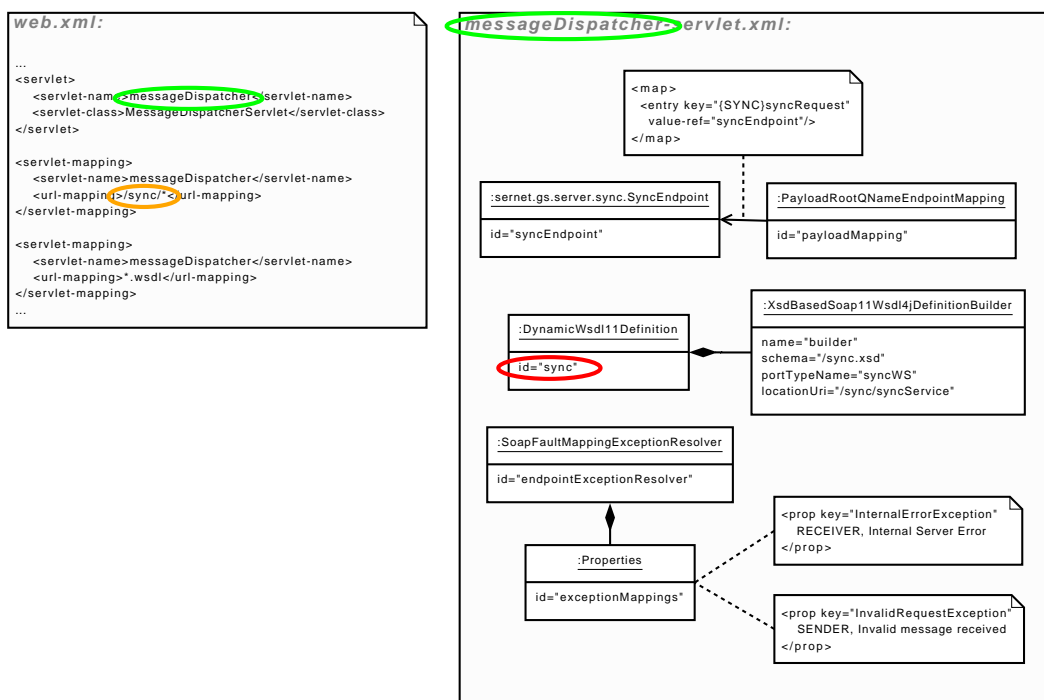 web.xml:
...
<servlet>
<servlet-name>messageDispatcher</servlet-name>
<servlet-class>MessageDispatcherServlet</servlet-class>
</servlet>
<servlet-mapping>
<servlet-name>messageDispatcher</servlet-name>
<url-mapping>/sync/*</url-mapping>
</servlet-mapping>
<servlet-mapping>
<servlet-name>messageDispatcher</servlet-name>
<url-mapping>*.wsdl</url-mapping>
</servlet-mapping>
...
messageDispatcher-servlet.xml:
<map>
<entry key="{SYNC}syncRequest"
value-ref="syncEndpoint"/>
</map>
:sernet.gs.server.sync.SyncEndpoint
id="syncEndpoint"
:PayloadRootQNameEndpointMapping
id="payloadMapping"
:DynamicWsdl11Definition
id="sync"
:XsdBasedSoap11Wsdl4jDefinitionBuilder
name="builder"
schema="/sync.xsd"
portTypeName="syncWS"
locationUri="/sync/syncService"
:SoapFaultMappingExceptionResolver
id="endpointExceptionResolver"
:Properties
id="exceptionMappings"
<prop key="InternalErrorException"
RECEIVER, Internal Server Error
</prop>
<prop key="InvalidRequestException"
SENDER, Invalid message received
</prop>